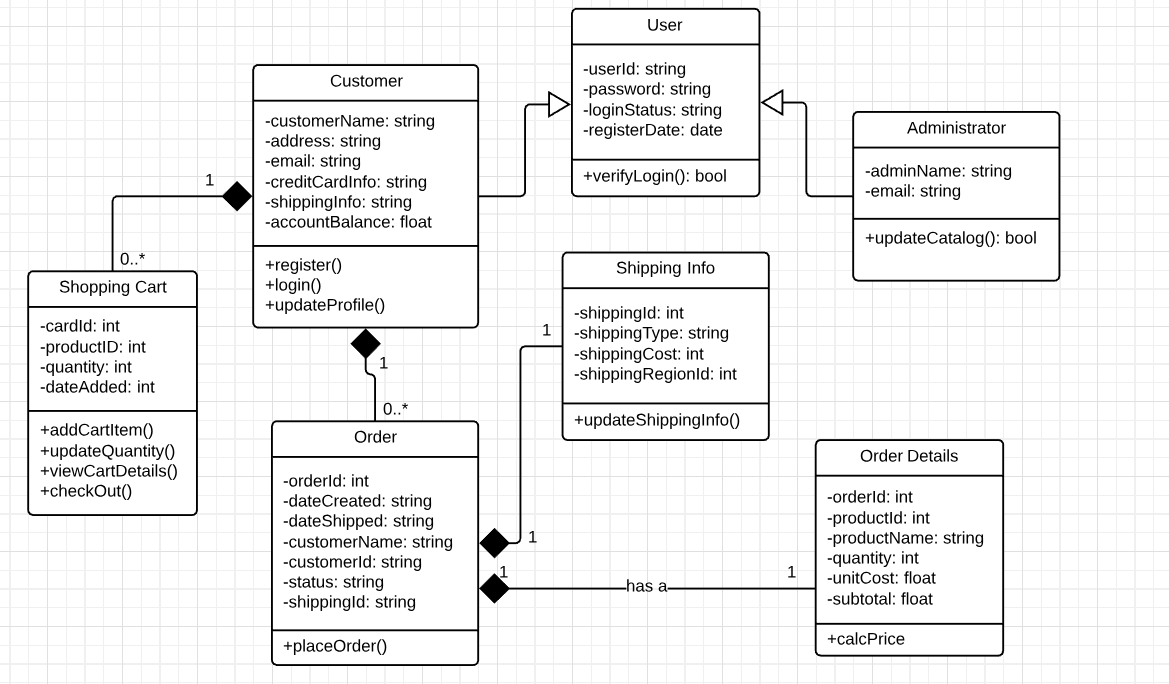 User
-userId: string
-password: string
-loginStatus: string
-registerDate: date
+verifyLogin(): bool
Customer
-customerName: string
-address: string
-email: string
-creditCardInfo: string
-shippingInfo: string
-accountBalance: float
+register()
+login()
+updateProfile()
Administrator
-adminName: string
-email: string
+updateCatalog(): bool
1
0..*
Shopping Cart
-cardId: int
-productID: int
-quantity: int
-dateAdded: int
+addCartItem()
+updateQuantity()
+viewCartDetails()
+checkOut()
Shipping Info
-shippingId: int
-shippingType: string
-shippingCost: int
-shippingRegionId: int
+updateShippingInfo()
1
1
0..*
Order
-orderId: int
-dateCreated: string
-dateShipped: string
-customerName: string
-customerId: string
-status: string
-shippingId: string
+placeOrder()
1
1
has a
1
Order Details
-orderId: int
-productId: int
-productName: string
-quantity: int
-unitCost: float
-subtotal: float
+calcPrice